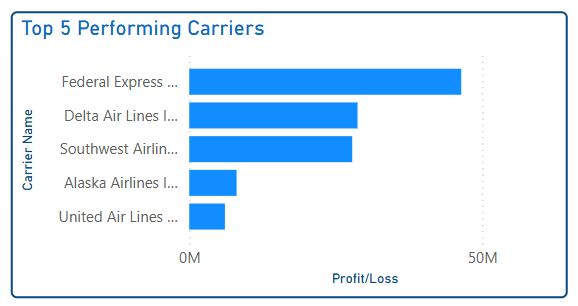 Top 5 Performing Carriers
Carrier Name
Federal Express ...
Delta Air Lines I...
Southwest Airlin...
Alaska Airlines I...
United Air Lines ...
0M 50M
Profit/Loss